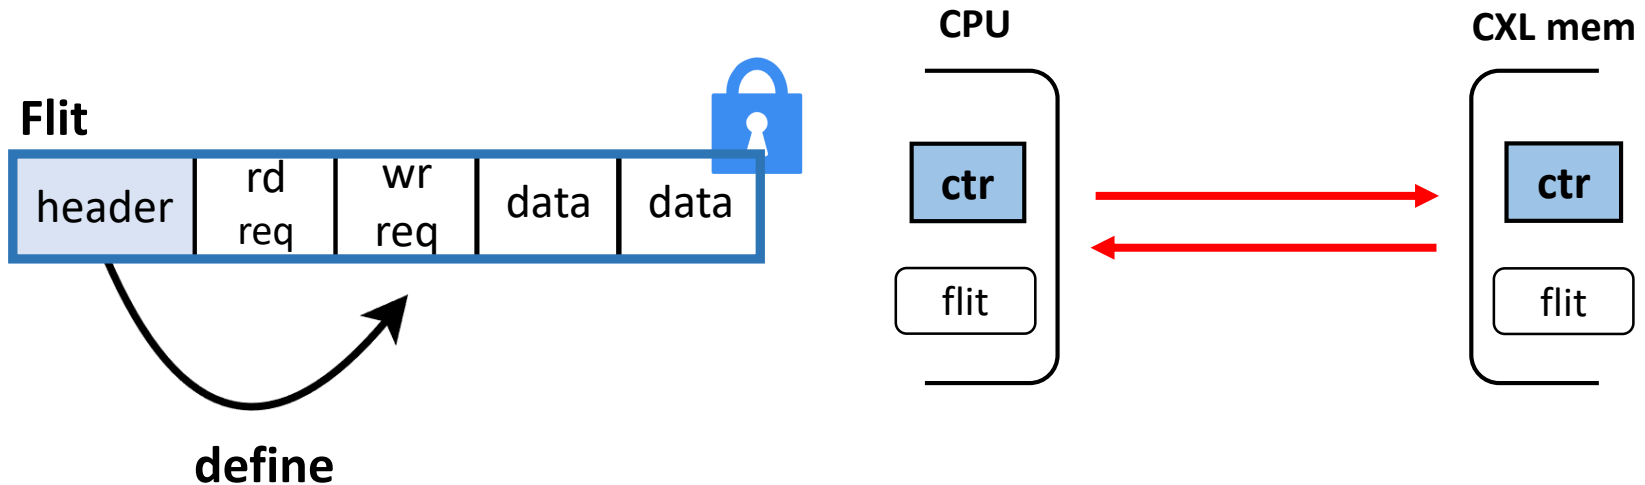 Flit
header
rd
req
wr
req
data
data
define
CPU
CXL mem
ctr
ctr
flit
flit